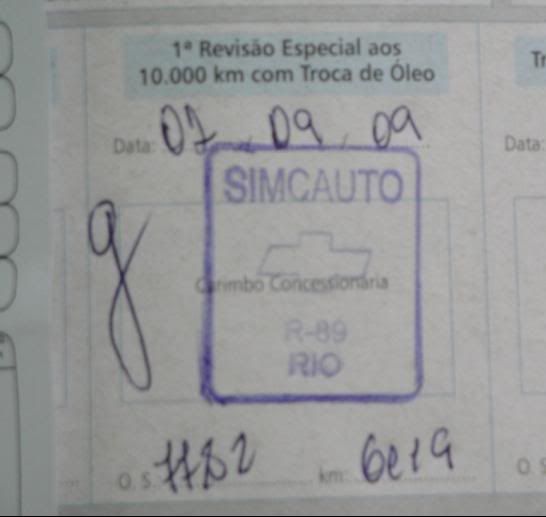 1ª Revisão Especial aos
10.000 km com Troca de Óleo
Tr
Data: 07 09 09
Data:
SIMCAUTO
Carimbo Concessionária
R-89
RIO
O. S. km:
O. S